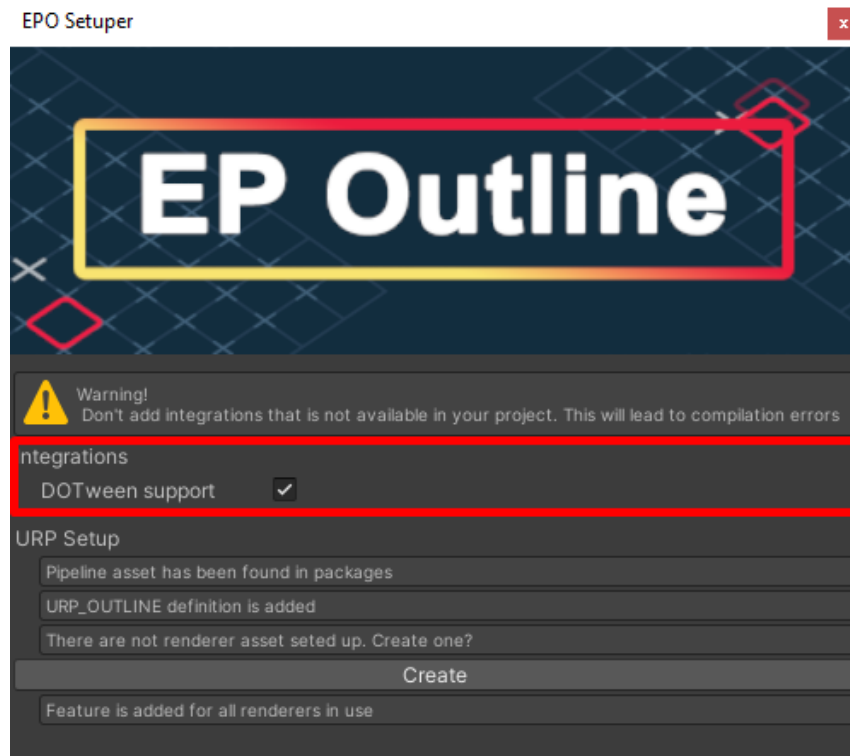 EPO Setuper
x
EP Outline
Warning!
Don't add integrations that is not available in your project. This will lead to compilation errors
ntegrations
DOTween support
URP Setup
Pipeline asset has been found in packages
URP_OUTLINE definition is added
There are not renderer asset seted up. Create one?
Create
Feature is added for all renderers in use